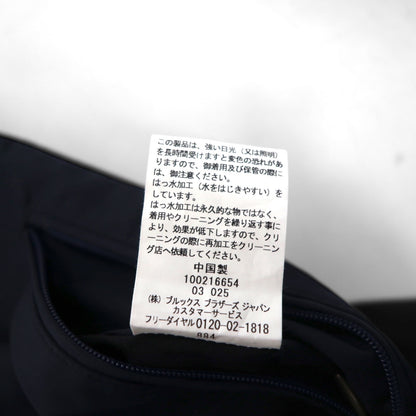 この製品は、強い日光(又は照明)
を長時間受けますと変色の恐れがあ
りますので、御着用及び保管の際に
は、御注意ください。
はっ水加工(水をはじきやすい)を
しています。
はっ水加工は永久的な物ではなく、
着用やクリーニングを繰り返す事に
より、効果が低下しますので、クリ
ーニングの際に再加工をクリーニン
グ店へ依頼してください。
中国製
100216654
03 025
(株) ブルックス ブラザーズ ジャパン
カスタマーサービス
フリーダイヤル0120-02-1818
884